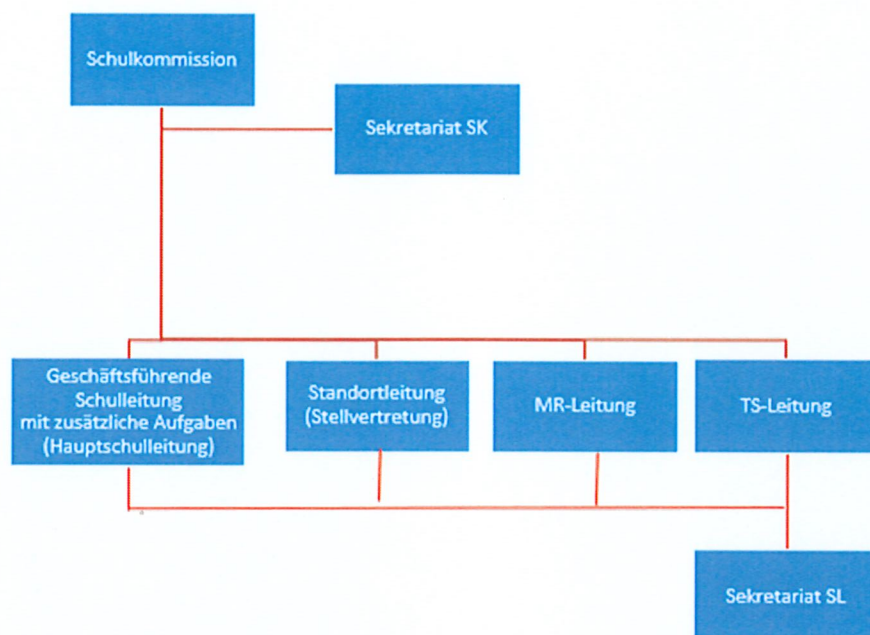 Schulkommission
Sekretariat SK
Geschäftsführende
Schulleitung
mit zusätzliche Aufgaben
(Hauptschulleitung)
Standortleitung
(Stellvertretung)
MR-Leitung
TS-Leitung
Sekretariat SL